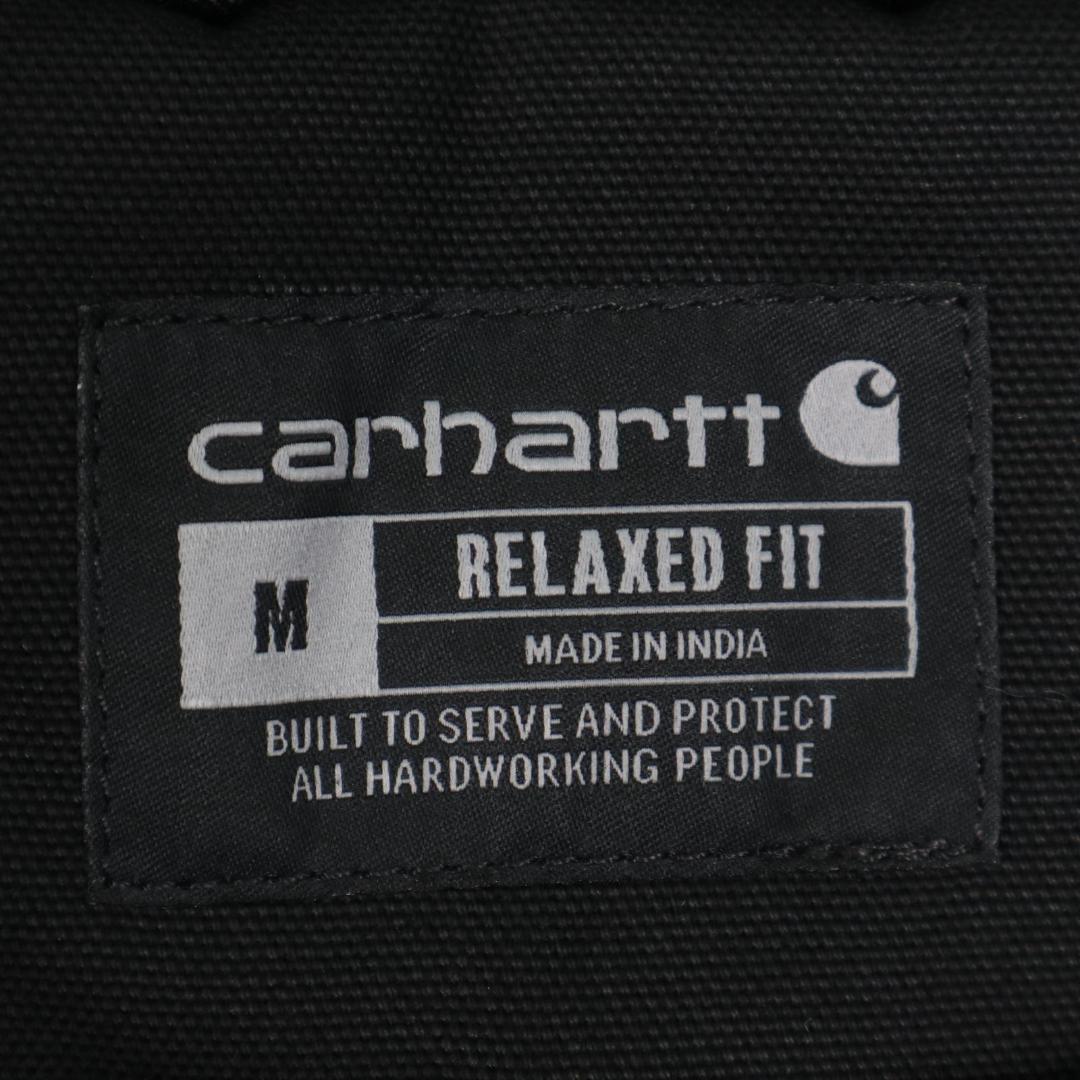 carhartt
M
RELAXED FIT
MADE IN INDIA
BUILT TO SERVE AND PROTECT
ALL HARDWORKING PEOPLE